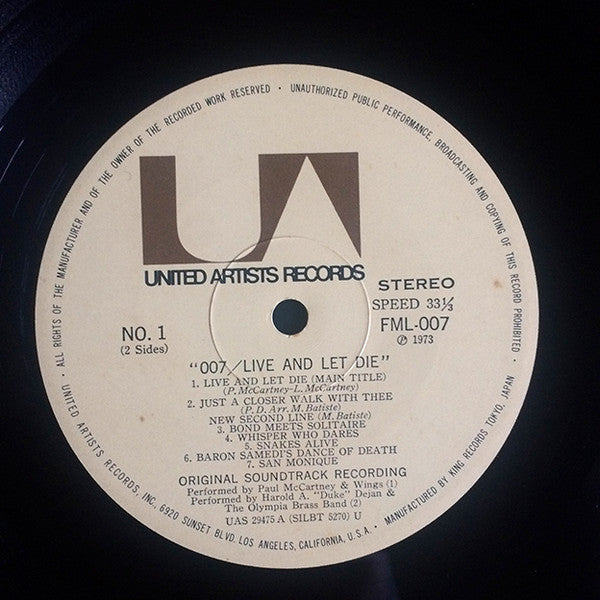 ALL RIGHTS OF THE MANUFACTURER AND OF THE OWNER OF THE RECORDED WORK RESERVED · UNAUTHORIZED PUBLIC PERFORMANCE, BROADCASTING AND COPYING OF THIS RECORD PROHIBITED ·
UA
UNITED ARTISTS RECORDS
STEREO
SPEED 33⅓
NO. 1
FML-007
(2 Sides)
Ⓟ 1973
"007/LIVE AND LET DIE"
1. LIVE AND LET DIE (MAIN TITLE)
(P. McCartney-L. McCartney)
2. JUST A CLOSER WALK WITH THEE
(P. D. Arr. M. Batiste)
NEW SECOND LINE (M. Batiste)
3. BOND MEETS SOLITAIRE
4. WHISPER WHO DARES
5. SNAKES ALIVE
6. BARON SAMEDI'S DANCE OF DEATH
7. SAN MONIQUE
ORIGINAL SOUNDTRACK RECORDING
Performed by Paul McCartney & Wings (1)
Performed by Harold A. "Duke" Dejan &
The Olympia Brass Band (2)
UAS 29475 A (SILBT 5270) U
UNITED ARTISTS RECORDS, INC. 6920 SUNSET BLVD. LOS ANGELES, CALIFORNIA, U.S.A. · MANUFACTURED BY KING RECORDS TOKYO, JAPAN